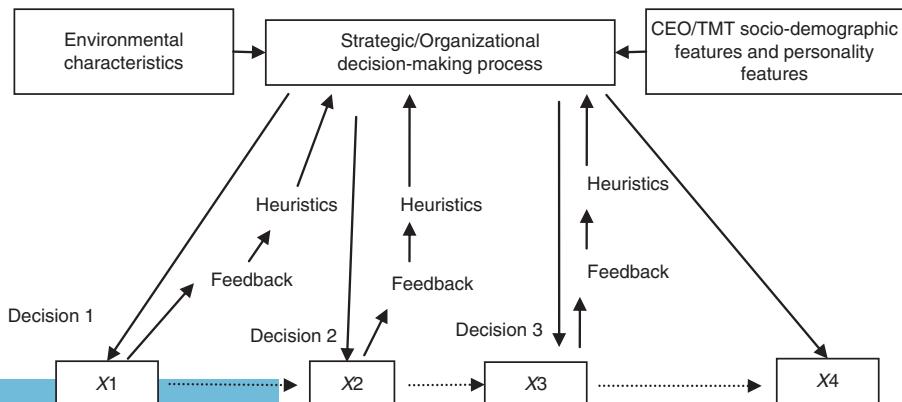 Environmental
characteristics
Strategic/Organizational
decision-making process
CEO/TMT socio-demographic
features and personality
features
Heuristics
Heuristics
Heuristics
Feedback
Feedback
Feedback
Decision 1
Decision 2
Decision 3
X1
X2
X3
X4